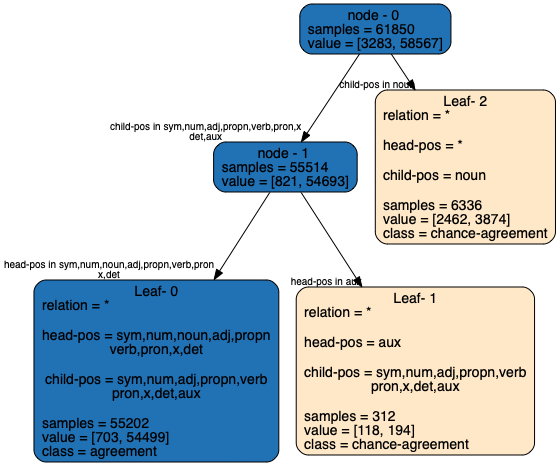 node - 0
samples = 61850
value = [3283, 58567]
child-pos in noun
Leaf- 2
relation = *
head-pos = *
child-pos = noun
samples = 6336
value = [2462, 3874]
class = chance-agreement
child-pos in sym,num,adj,propn,verb,pron,x
det,aux
node - 1
samples = 55514
value = [821, 54693]
head-pos in sym,num,noun,adj,propn,verb,pron
x,det
Leaf- 0
relation = *
head-pos = sym,num,noun,adj,propn
verb,pron,x,det
child-pos = sym,num,adj,propn,verb
pron,x,det,aux
samples = 55202
value = [703, 54499]
class = agreement
head-pos in aux
Leaf- 1
relation = *
head-pos = aux
child-pos = sym,num,adj,propn,verb
pron,x,det,aux
samples = 312
value = [118, 194]
class = chance-agreement